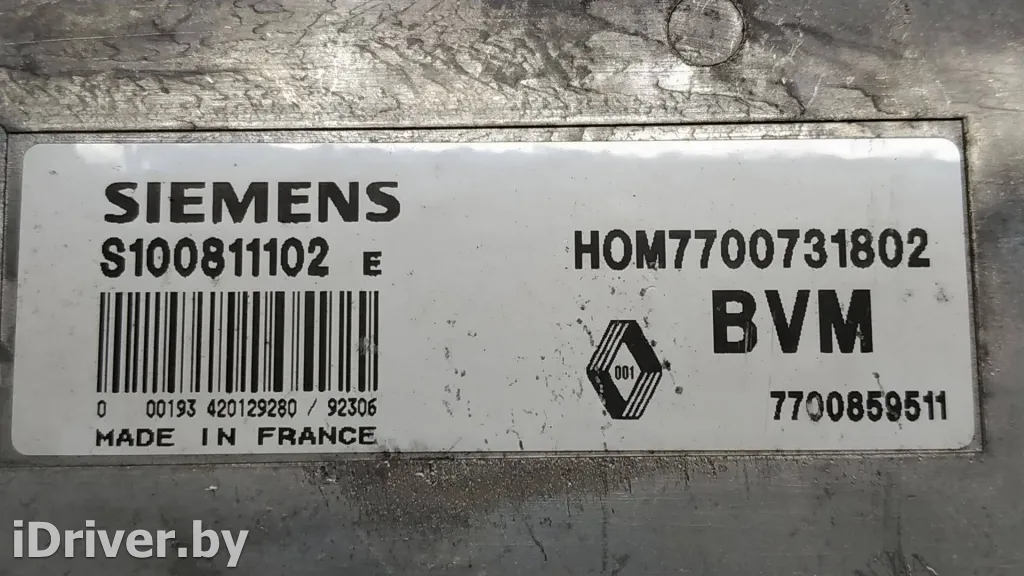 SIEMENS
S100811102 E
HOM7700731802
BVM
001
0 00193 420129280 / 92306
7700859511
MADE IN FRANCE
iDriver.by